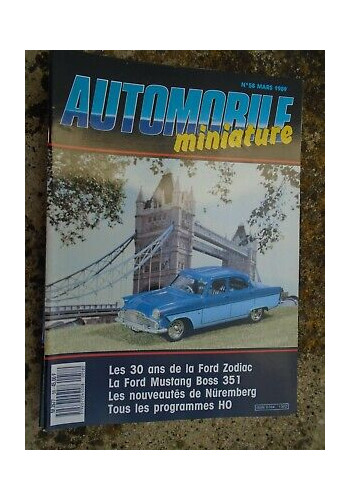 N°58 MARS 1989
AUTOMOBILE
miniature
Les 30 ans de la Ford Zodiac
La Ford Mustang Boss 351
Les nouveautés de Nüremberg
Tous les programmes HO